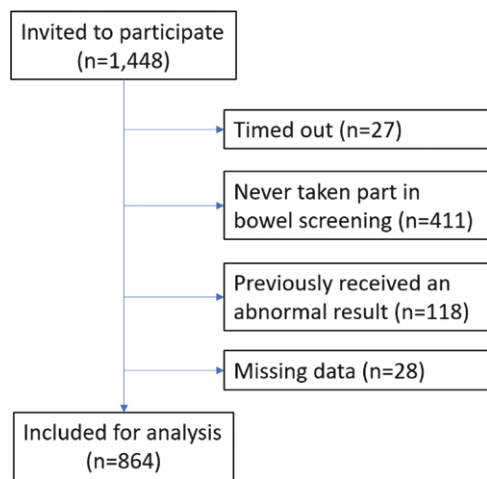 Invited to participate
(n=1,448)
Timed out (n=27)
Never taken part in
bowel screening (n=411)
Previously received an
abnormal result (n=118)
Missing data (n=28)
Included for analysis
(n=864)